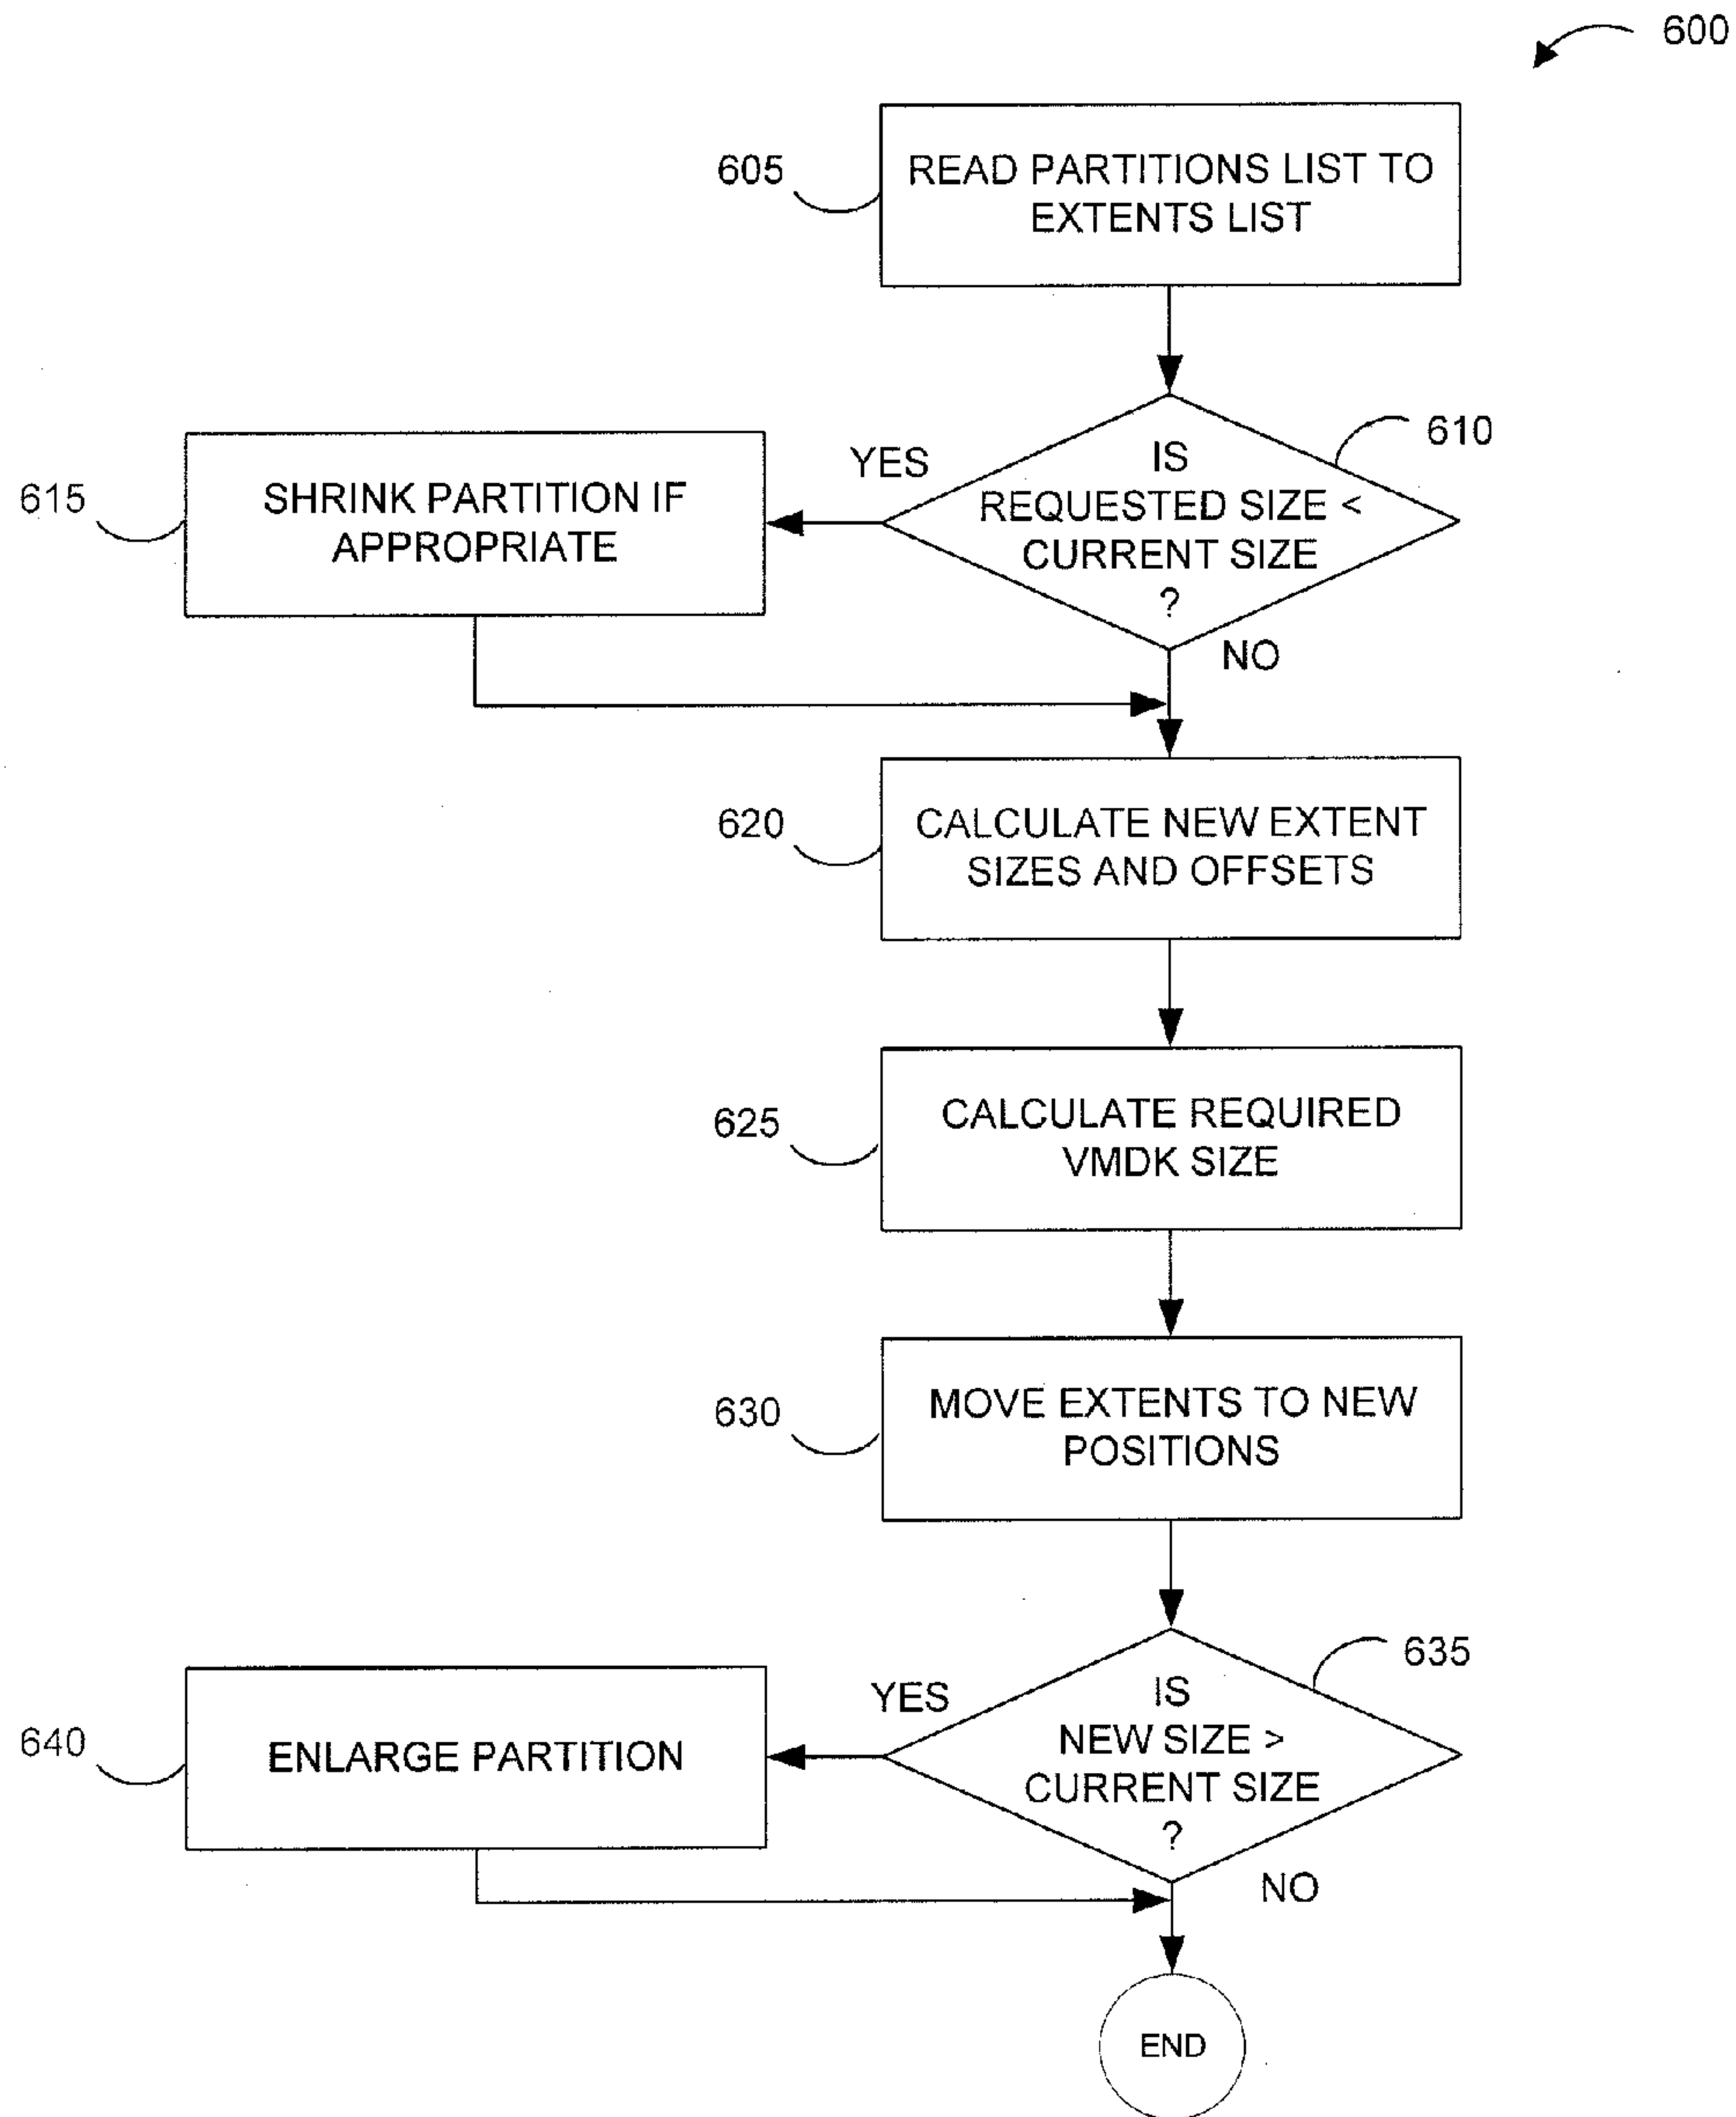 600
605
READ PARTITIONS LIST TO
EXTENTS LIST
610
IS
REQUESTED SIZE <
CURRENT SIZE
?
YES
NO
615
SHRINK PARTITION IF
APPROPRIATE
620
CALCULATE NEW EXTENT
SIZES AND OFFSETS
625
CALCULATE REQUIRED
VMDK SIZE
630
MOVE EXTENTS TO NEW
POSITIONS
635
IS
NEW SIZE >
CURRENT SIZE
?
YES
NO
640
ENLARGE PARTITION
END